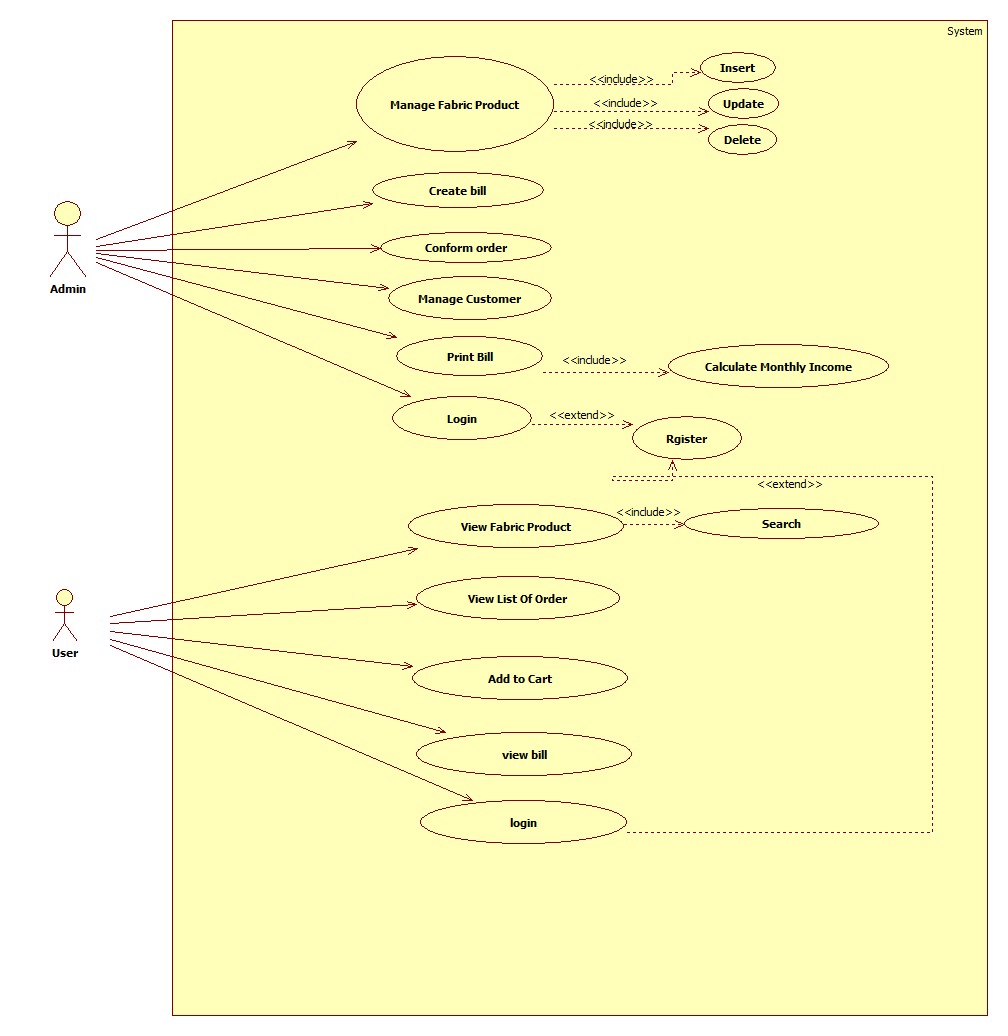 System
Manage Fabric Product
<<include>>
Insert
<<include>>
Update
<<include>>
Delete
Create bill
Admin
Conform order
Manage Customer
Print Bill
<<include>>
Calculate Monthly Income
Login
<<extend>>
Rgister
<<extend>>
View Fabric Product
<<include>>
Search
View List Of Order
User
Add to Cart
view bill
login